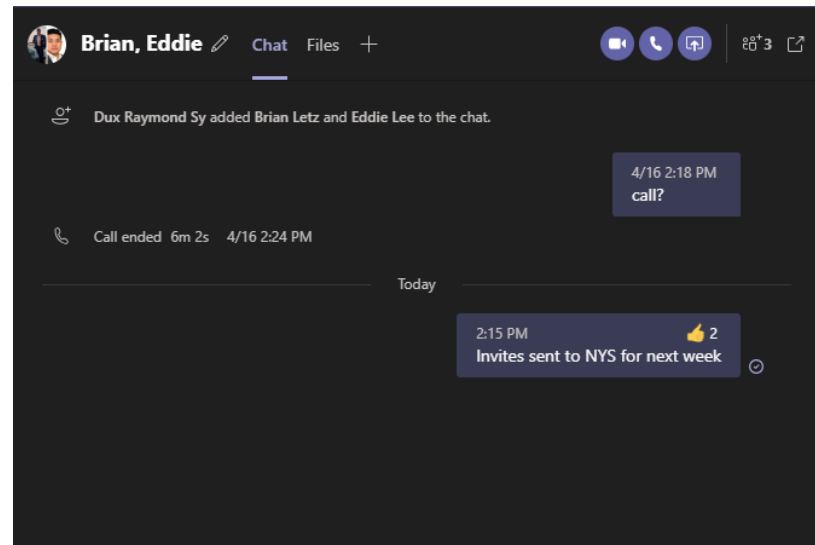 Brian, Eddie Chat Files 3
Dux Raymond Sy added Brian Letz and Eddie Lee to the chat.
4/16 2:18 PM
call?
Call ended 6m 2s 4/16 2:24 PM
Today
2:15 PM 👍 2
Invites sent to NYS for next week